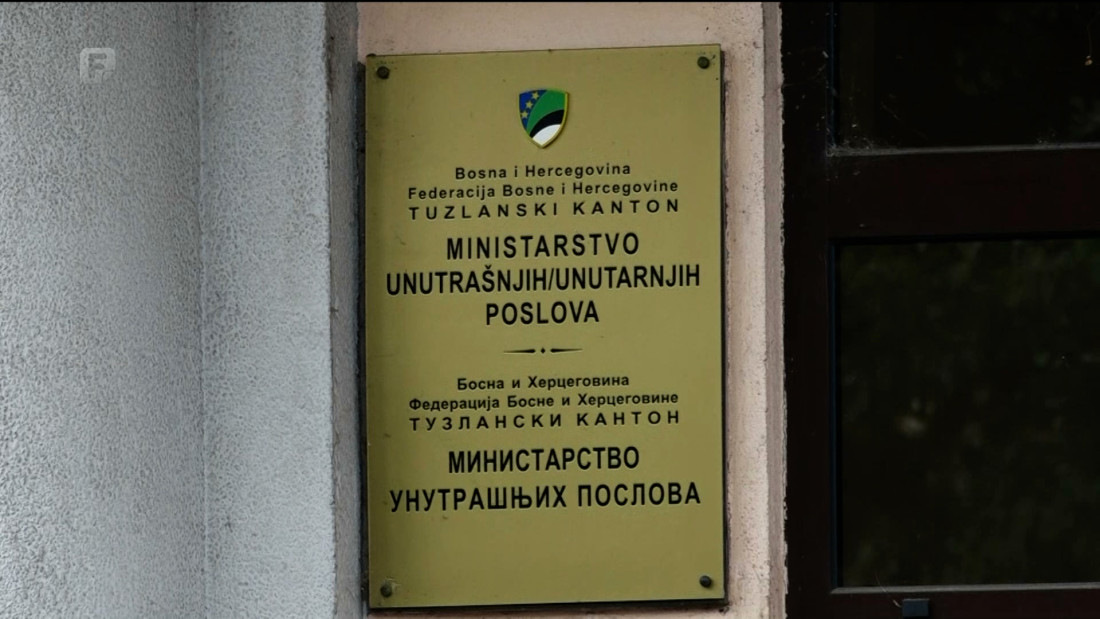 F
Bosna i Hercegovina
Federacija Bosne i Hercegovine
TUZLANSKI KANTON
MINISTARSTVO
UNUTRAŠNJIH/UNUTARNJIH
POSLOVA
Босна и Херцеговина
Федерација Босне и Херцеговине
ТУЗЛАНСКИ КАНТОН
МИНИСТАРСТВО
УНУТРАШЊИХ ПОСЛОВА